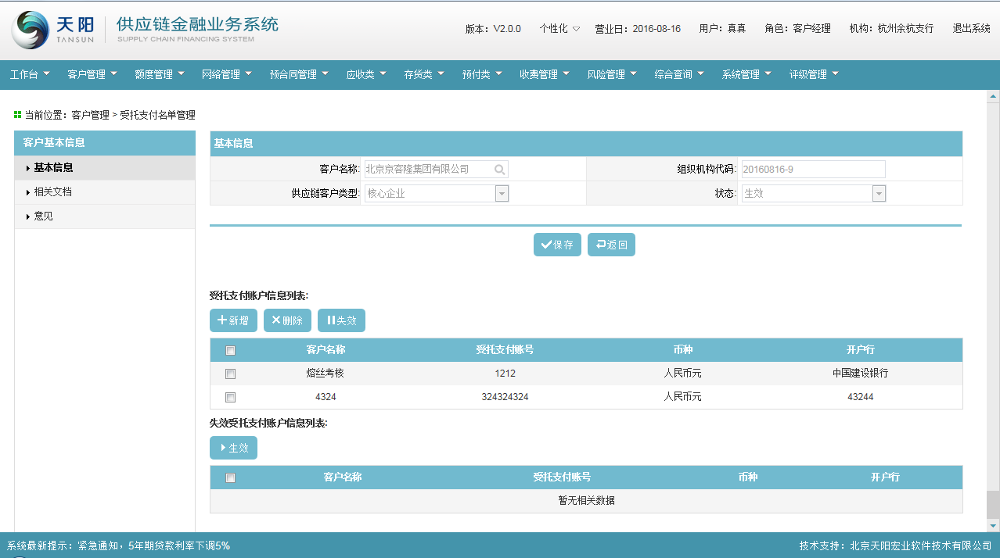 天阳
TANSUN
供应链金融业务系统
SUPPLY CHAIN FINANCING SYSTEM
版本：V2.0.0 个性化 营业日：2016-08-16 用户：真真 角色：客户经理 机构：杭州余杭支行 退出系统
工作台 客户管理 额度管理 网络管理 预合同管理 应收类 存货类 预付类 收费管理 风险管理 综合查询 系统管理 评级管理
当前位置：客户管理 > 受托支付名单管理
客户基本信息
基本信息
相关文档
意见
基本信息
客户名称: 北京京客隆集团有限公司 组织机构代码: 20160816-9
供应链客户类型: 核心企业 状态: 生效
保存 返回
受托支付账户信息列表:
新增 删除 失效
客户名称 受托支付账号 币种 开户行
熔丝考核 1212 人民币元 中国建设银行
4324 324324324 人民币元 43244
失效受托支付账户信息列表:
生效
客户名称 受托支付账号 币种 开户行
暂无相关数据
系统最新提示：紧急通知，5年期贷款利率下调5% 技术支持：北京天阳宏业软件技术有限公司